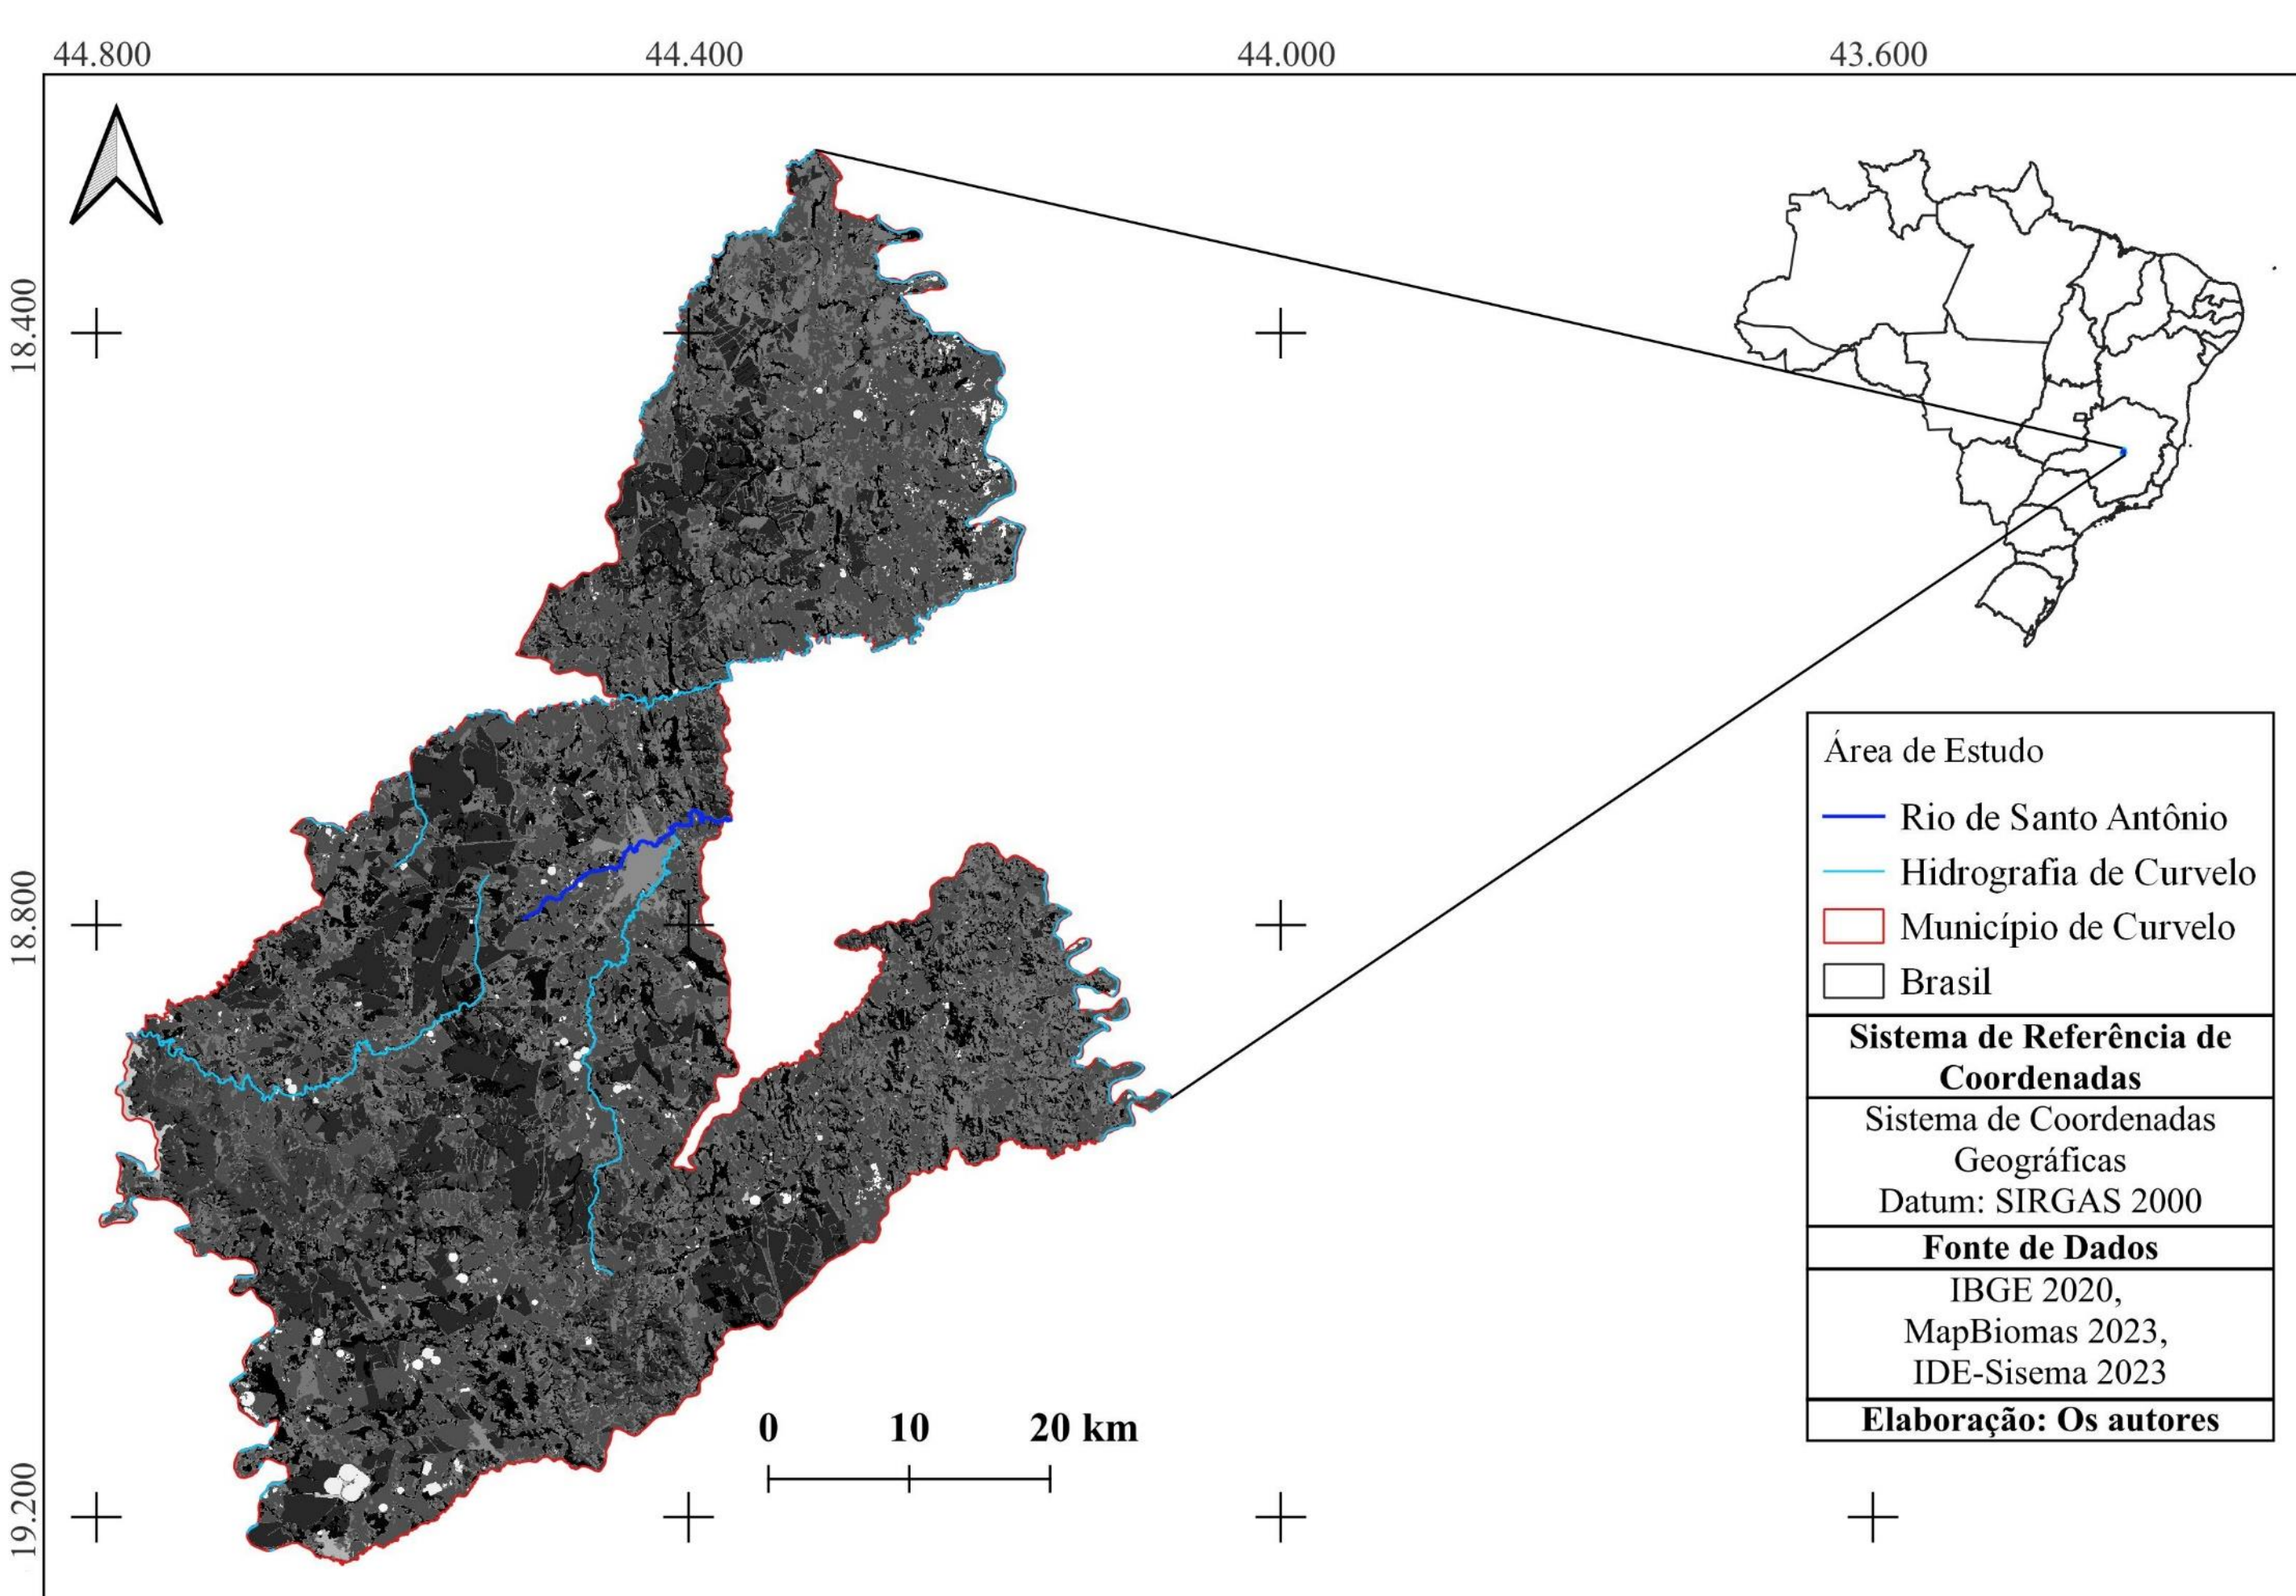 44.800 44.400 44.000 43.600
18.400
18.800
19.200
Área de Estudo
Rio de Santo Antônio
Hidrografia de Curvelo
Município de Curvelo
Brasil
Sistema de Referência de
Coordenadas
Sistema de Coordenadas
Geográficas
Datum: SIRGAS 2000
Fonte de Dados
IBGE 2020,
MapBiomas 2023,
IDE-Sisema 2023
Elaboração: Os autores
0 10 20 km